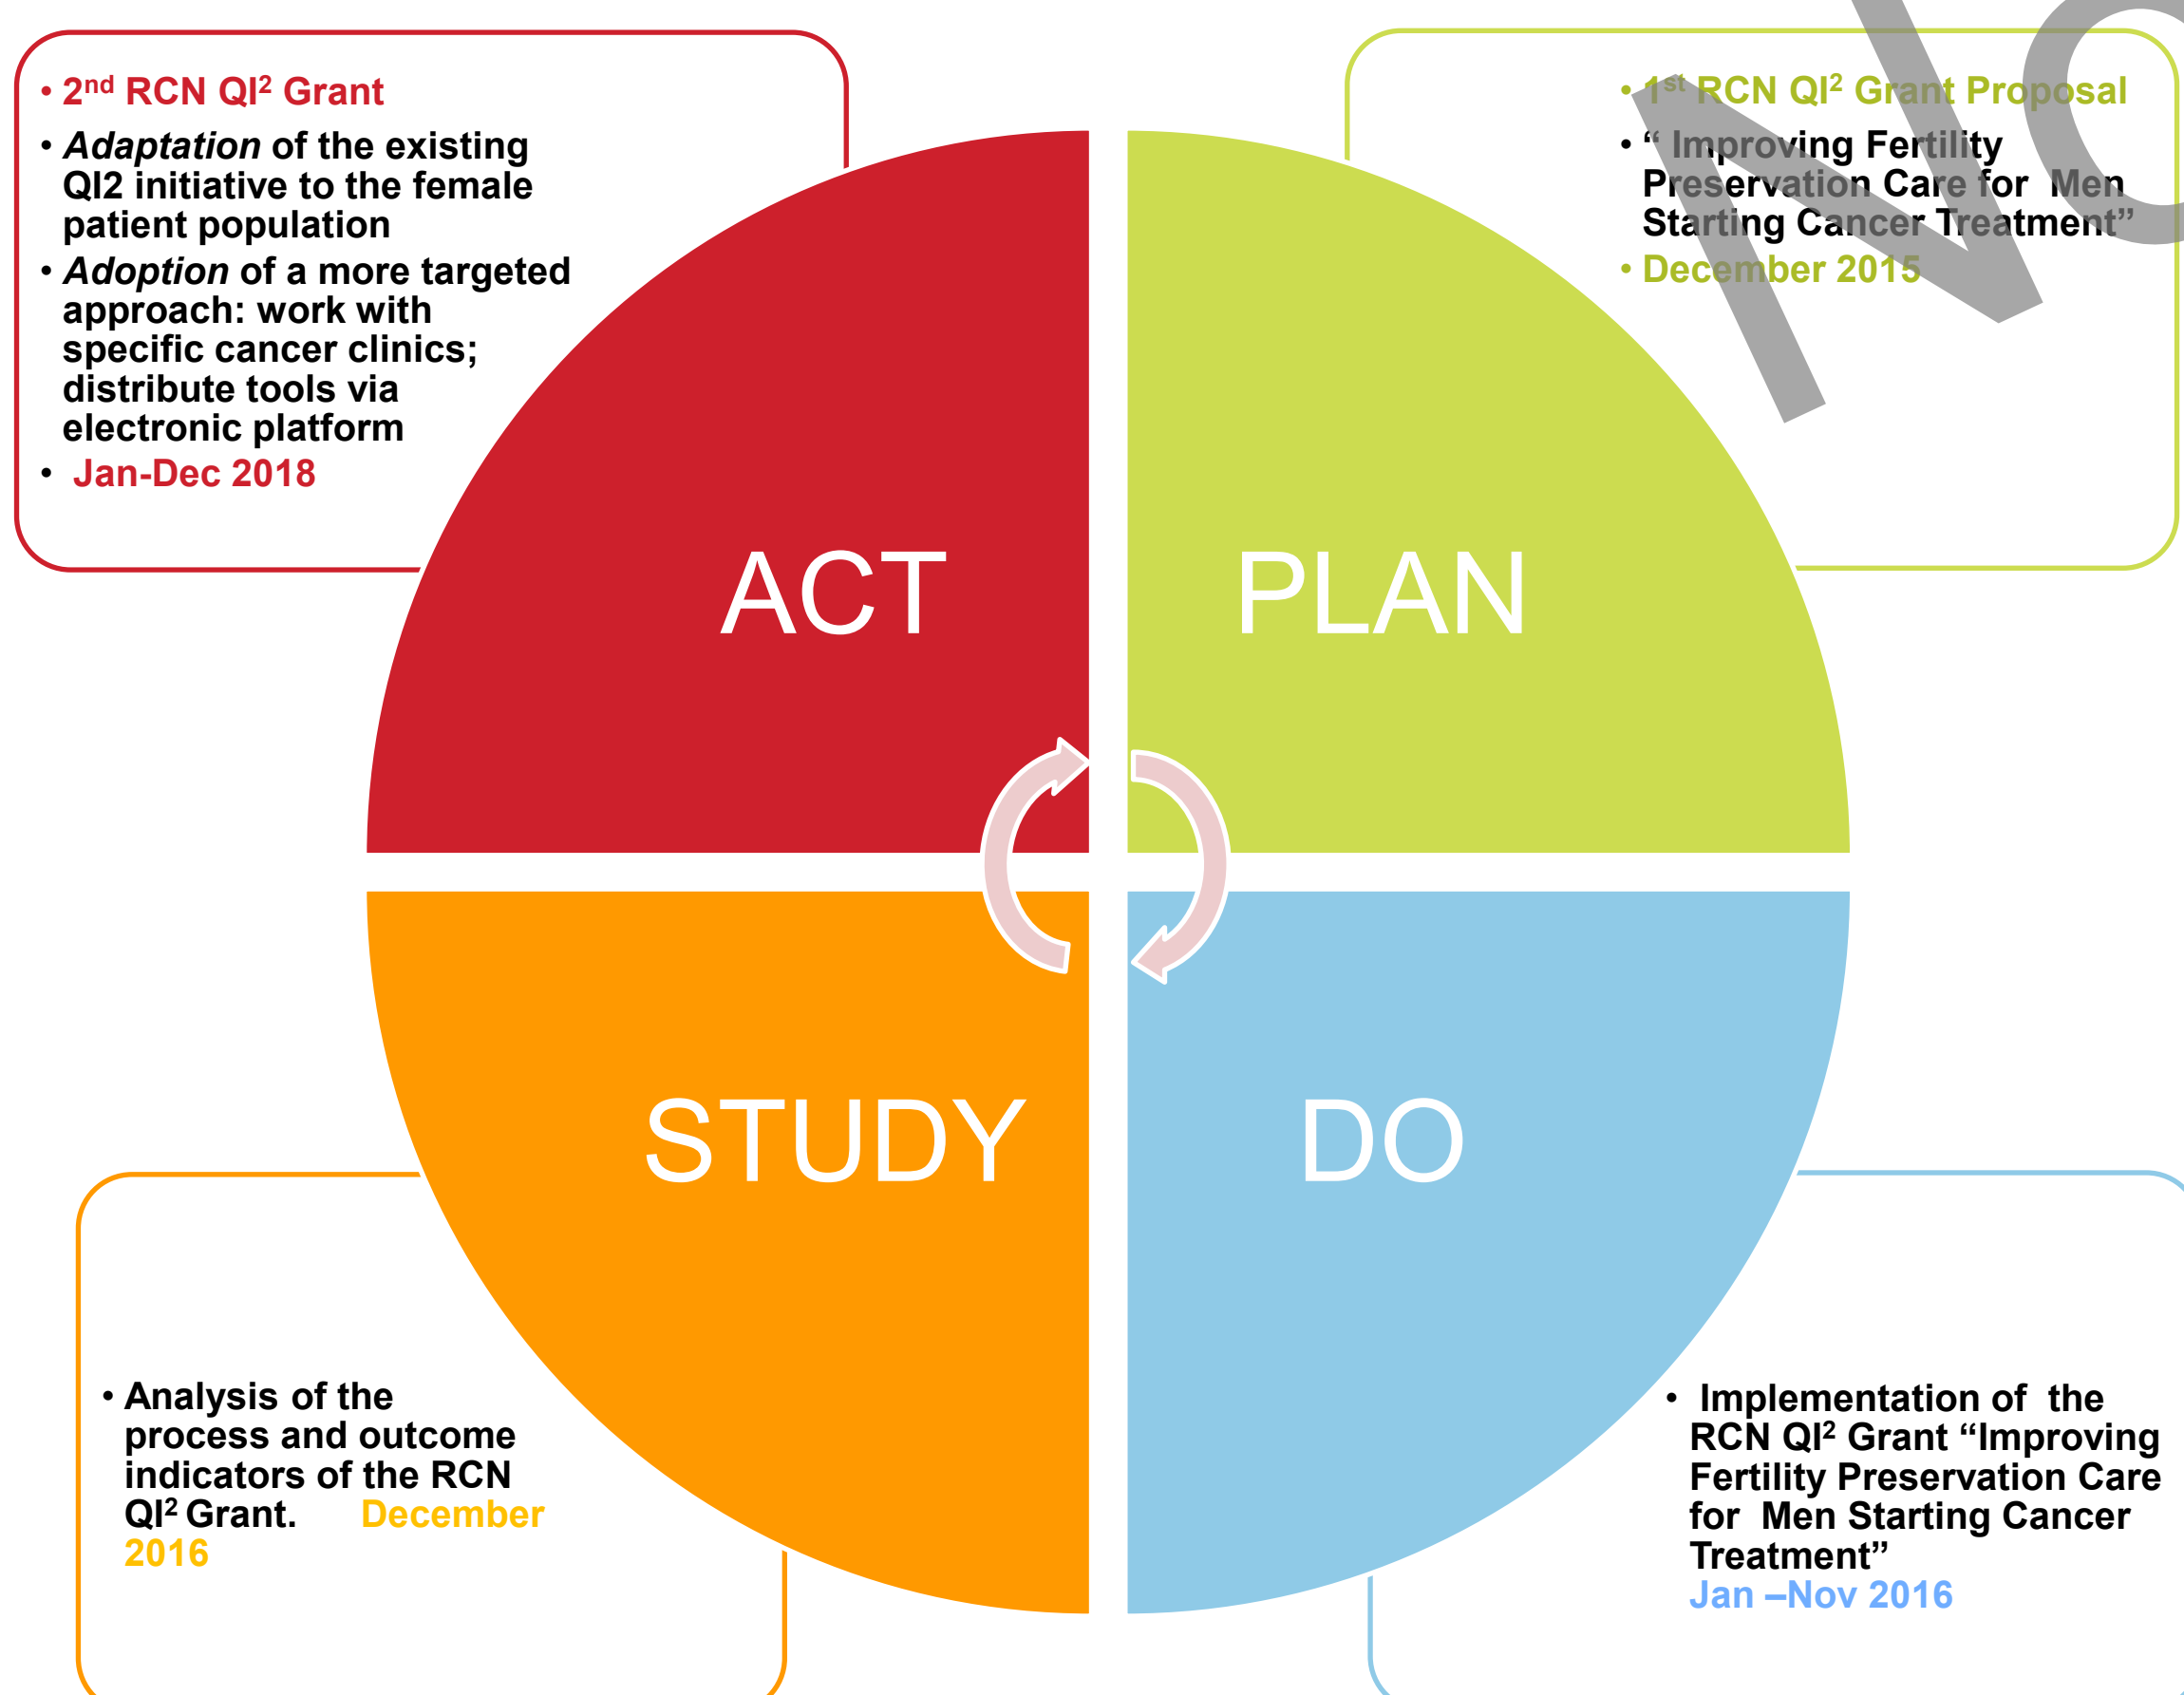 • 2nd RCN QI² Grant
• Adaptation of the existing
QI2 initiative to the female
patient population
• Adoption of a more targeted
approach: work with
specific cancer clinics;
distribute tools via
electronic platform
• Jan-Dec 2018
• 1st RCN QI² Grant Proposal
• “ Improving Fertility
Preservation Care for Men
Starting Cancer Treatment”
• December 2015
ACT
PLAN
STUDY
DO
• Analysis of the
process and outcome
indicators of the RCN
QI² Grant. December
2016
• Implementation of the
RCN QI² Grant “Improving
Fertility Preservation Care
for Men Starting Cancer
Treatment”
Jan –Nov 2016